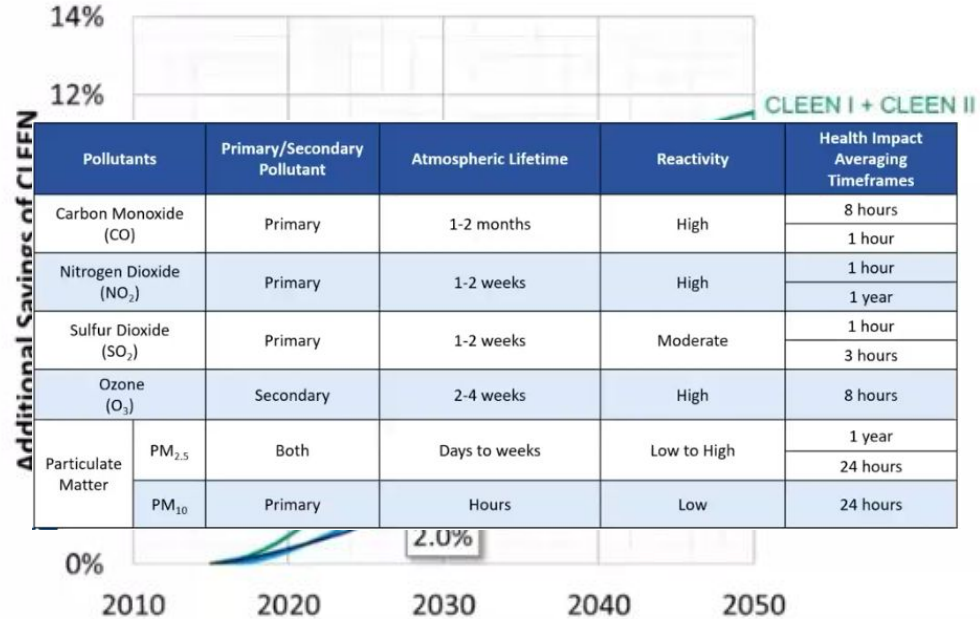 14%
12%
CLEEN I + CLEEN II
Additional Savings of CLEEN
Pollutants
Primary/Secondary
Pollutant
Atmospheric Lifetime
Reactivity
Health Impact
Averaging
Timeframes
Carbon Monoxide
(CO)
Primary
1-2 months
High
8 hours
1 hour
Nitrogen Dioxide
(NO₂)
Primary
1-2 weeks
High
1 hour
1 year
Sulfur Dioxide
(SO₂)
Primary
1-2 weeks
Moderate
1 hour
3 hours
Ozone
(O₃)
Secondary
2-4 weeks
High
8 hours
Particulate
Matter
PM₂.₅
Both
Days to weeks
Low to High
1 year
24 hours
PM₁₀
Primary
Hours
Low
24 hours
2.0%
0%
2010
2020
2030
2040
2050